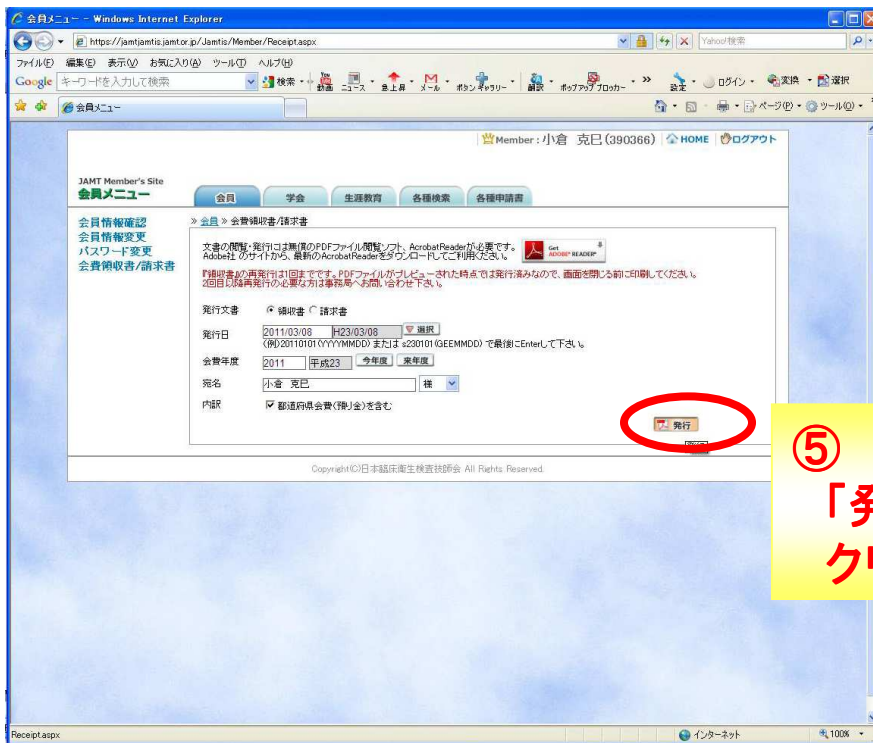 会員メニュー - Windows Internet Explorer
https://jamtjamtis.jamt.or.jp/Jamtis/Member/Receipt.aspx
Yahoo!検索
ファイル(F) 編集(E) 表示(V) お気に入り(A) ツール(T) ヘルプ(H)
Google キーワードを入力して検索 検索 動画 ニュース 急上昇 メール ボタンギャラリー 翻訳 ポップアップブロッカー » 設定 ログイン 変換 選択
会員メニュー ページ(P) ツール(O)
Member : 小倉 克巳 (390366) HOME ログアウト
JAMT Member's Site
会員メニュー
会員 学会 生涯教育 各種検索 各種申請書
会員情報確認
会員情報変更
パスワード変更
会費領収書/請求書
» 会員 » 会費領収書/請求書
文書の閲覧・発行には無償のPDFファイル閲覧ソフト、AcrobatReaderが必要です。
Adobe社 のサイトから、最新のAcrobatReaderをダウンロードしてご利用ください。
Get ADOBE® READER®
『領収書』の再発行は1回までです。PDFファイルがプレビューされた時点では発行済みなので、画面を閉じる前に印刷してください。
2回目以降再発行の必要な方は事務局へお問い合わせ下さい。
発行文書 領収書 請求書
発行日 2011/03/08 H23/03/08 選択
(例)20110101(YYYYMMDD) または s230101(GEEMMDD) で最後にEnterして下さい。
会費年度 2011 平成23 今年度 来年度
宛名 小倉 克巳 様
内訳 都道府県会費(預り金)を含む
発行
Copyright(C)日本臨床衛生検査技師会 All Rights Reserved.
⑤
「発
クリ
Receipt.aspx インターネット 100%